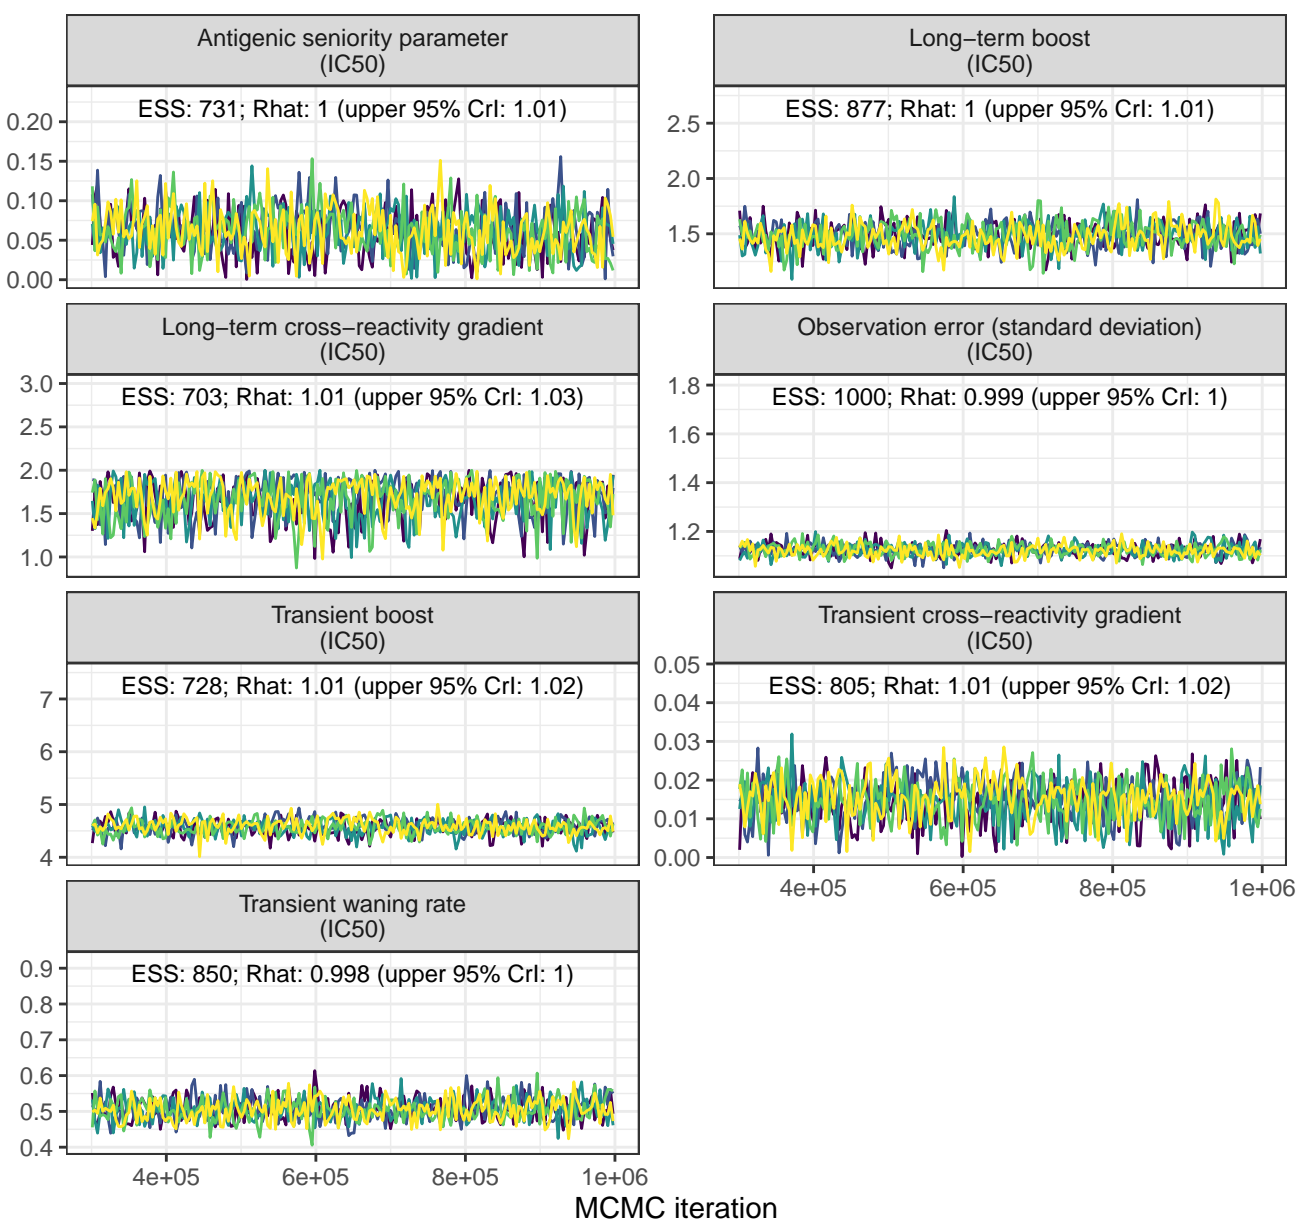 Antigenic seniority parameter
(IC50)
ESS: 731; Rhat: 1 (upper 95% CrI: 1.01)
0.20
0.15
0.10
0.05
0.00
Long−term boost
(IC50)
ESS: 877; Rhat: 1 (upper 95% CrI: 1.01)
2.5
2.0
1.5
Long−term cross−reactivity gradient
(IC50)
ESS: 703; Rhat: 1.01 (upper 95% CrI: 1.03)
3.0
2.5
2.0
1.5
1.0
Observation error (standard deviation)
(IC50)
ESS: 1000; Rhat: 0.999 (upper 95% CrI: 1)
1.8
1.6
1.4
1.2
Transient boost
(IC50)
ESS: 728; Rhat: 1.01 (upper 95% CrI: 1.02)
7
6
5
4
Transient cross−reactivity gradient
(IC50)
ESS: 805; Rhat: 1.01 (upper 95% CrI: 1.02)
0.05
0.04
0.03
0.02
0.01
0.00
4e+05 6e+05 8e+05 1e+06
Transient waning rate
(IC50)
ESS: 850; Rhat: 0.998 (upper 95% CrI: 1)
0.9
0.8
0.7
0.6
0.5
0.4
4e+05 6e+05 8e+05 1e+06
MCMC iteration